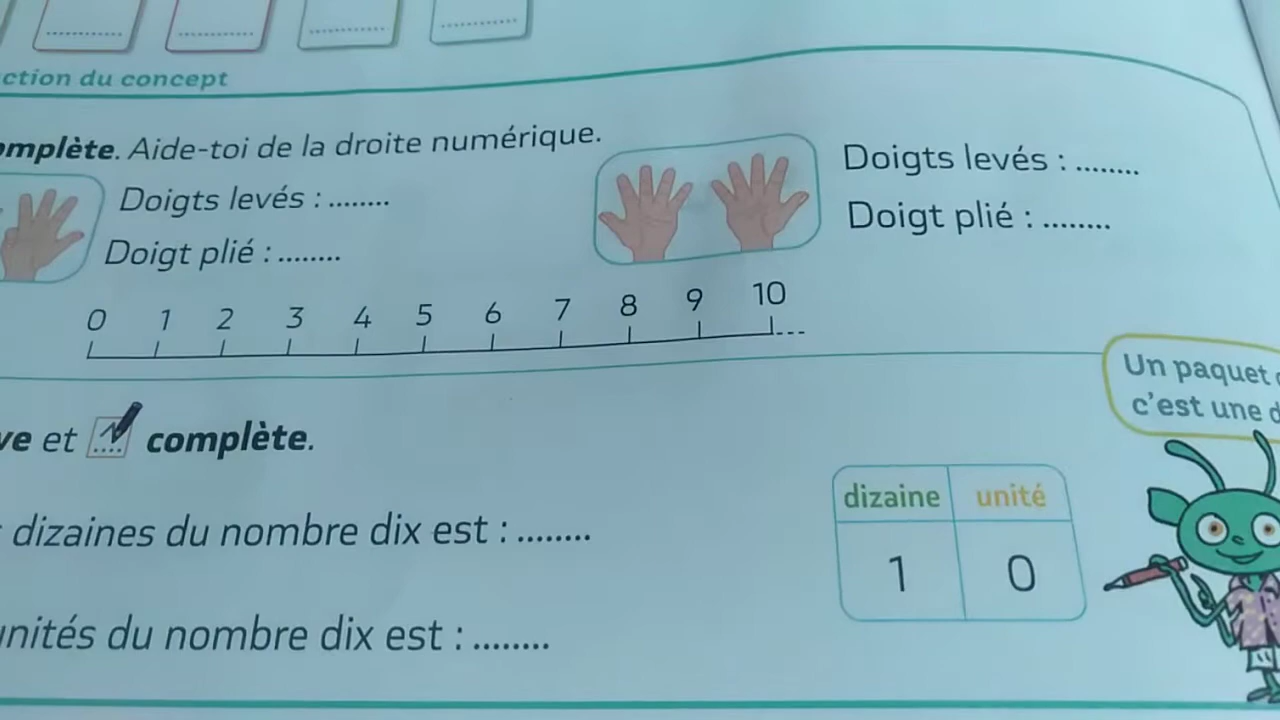 ............ ............ ............ ............
ction du concept
omplète. Aide-toi de la droite numérique.
Doigts levés : ........
Doigt plié : ........
Doigts levés : ........
Doigt plié : ........
0 1 2 3 4 5 6 7 8 9 10 ...
Un paquet
c'est une d
ve et .... complète.
dizaines du nombre dix est : ........
dizaine unité
1 0
unités du nombre dix est : ........